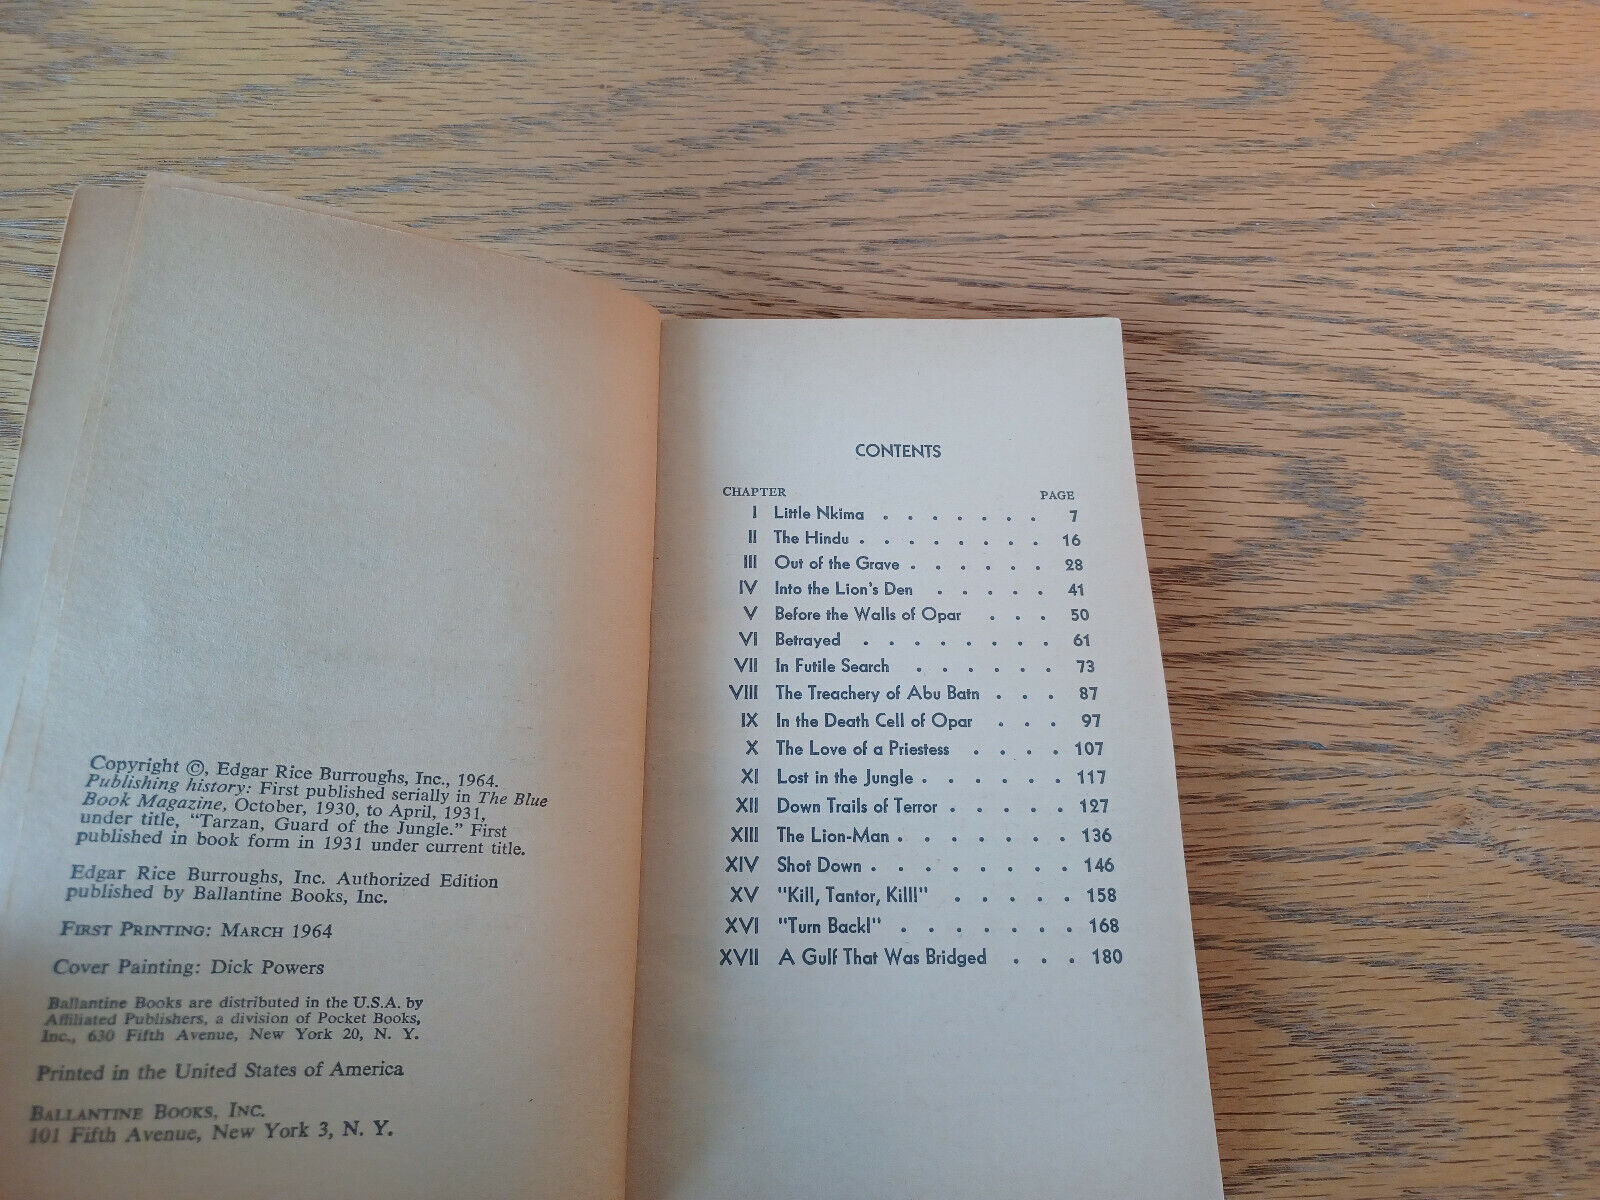 Copyright ©, Edgar Rice Burroughs, Inc., 1964.
Publishing history: First published serially in The Blue
Book Magazine, October, 1930, to April, 1931,
under title, "Tarzan, Guard of the Jungle." First
published in book form in 1931 under current title.
Edgar Rice Burroughs, Inc. Authorized Edition
published by Ballantine Books, Inc.
FIRST PRINTING: MARCH 1964
Cover Painting: Dick Powers
Ballantine Books are distributed in the U.S.A. by
Affiliated Publishers, a division of Pocket Books,
Inc., 630 Fifth Avenue, New York 20, N. Y.
Printed in the United States of America
BALLANTINE BOOKS, INC.
101 Fifth Avenue, New York 3, N. Y.
CONTENTS
CHAPTER PAGE
I Little Nkima . . . . . . . 7
II The Hindu . . . . . . . . 16
III Out of the Grave . . . . . . 28
IV Into the Lion's Den . . . . . 41
V Before the Walls of Opar . . . 50
VI Betrayed . . . . . . . . 61
VII In Futile Search . . . . . . 73
VIII The Treachery of Abu Batn . . . 87
IX In the Death Cell of Opar . . . 97
X The Love of a Priestess . . . . 107
XI Lost in the Jungle . . . . . 117
XII Down Trails of Terror . . . . . 127
XIII The Lion-Man . . . . . . . 136
XIV Shot Down . . . . . . . . 146
XV "Kill, Tantor, Kill!" . . . . . 158
XVI "Turn Back!" . . . . . . . 168
XVII A Gulf That Was Bridged . . . 180